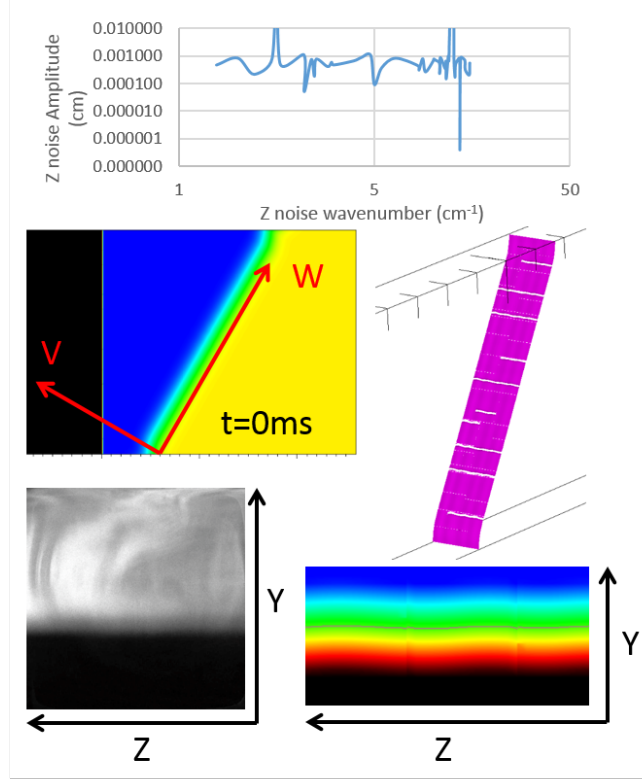 0.010000
0.001000
0.000100
0.000010
0.000001
0.000000
Z noise Amplitude
(cm)
1
5
50
Z noise wavenumber (cm⁻¹)
V
W
t=0ms
Y
Z
Y
Z